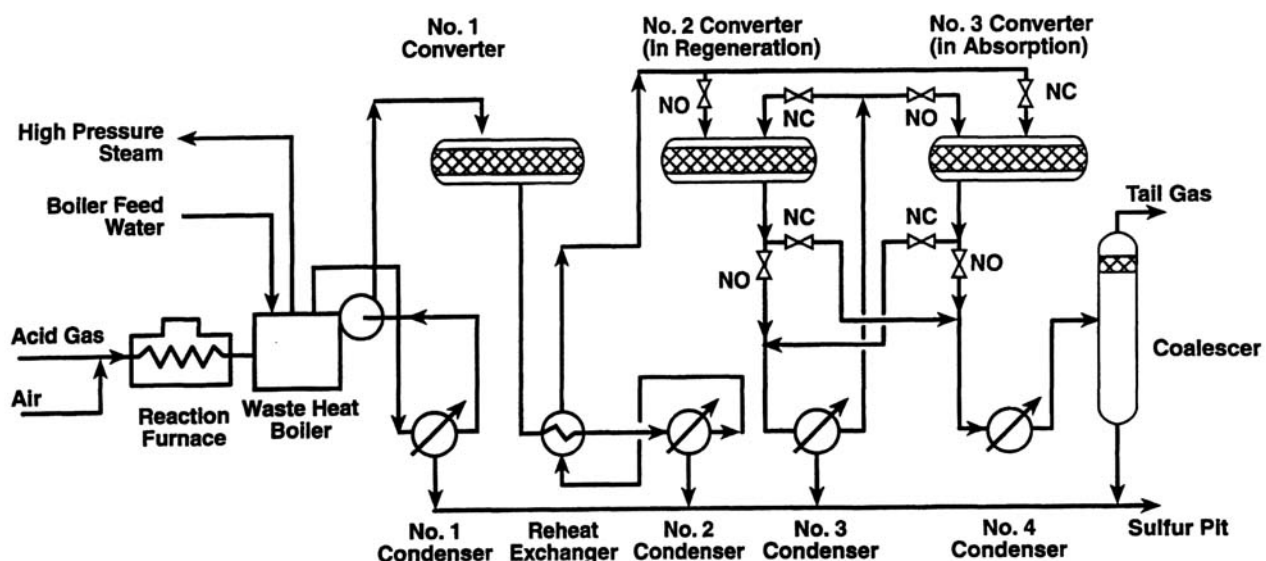 No. 1
Converter
No. 2 Converter
(In Regeneration)
No. 3 Converter
(in Absorption)
NO
NC
NO
NC
High Pressure
Steam
Boiler Feed
Water
Tail Gas
NC
NC
NO
NO
Acid Gas
Air
Reaction
Furnace
Waste Heat
Boiler
Coalescer
No. 1
Condenser
Reheat
Exchanger
No. 2
Condenser
No. 3
Condenser
No. 4
Condenser
Sulfur Pit